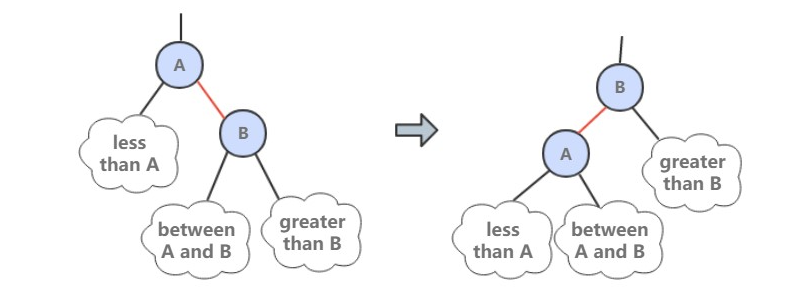 A
B
less
than A
between
A and B
greater
than B
B
A
greater
than B
less
than A
between
A and B